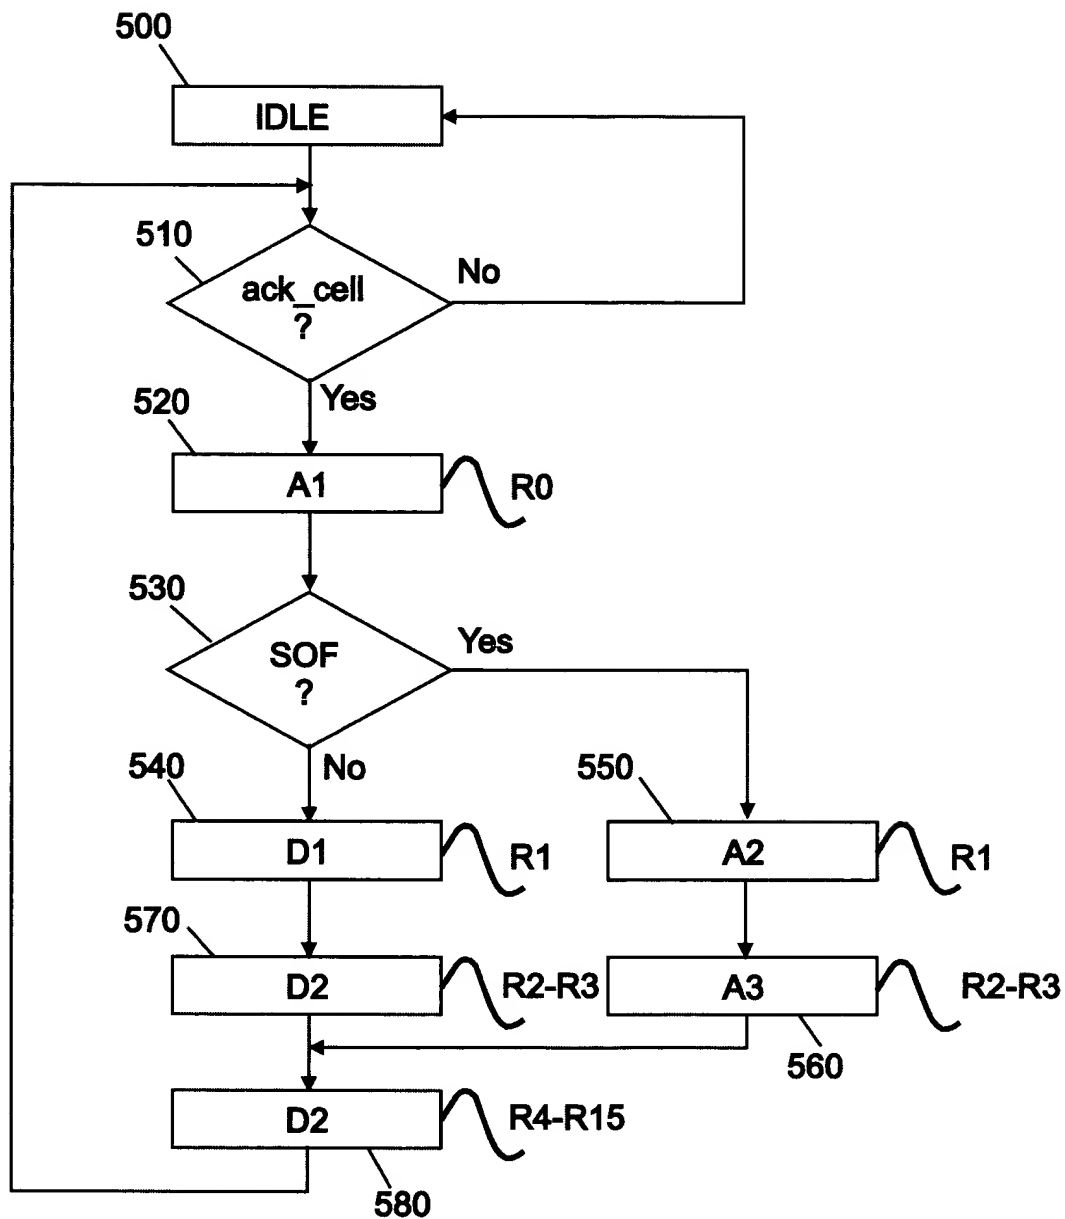 500
IDLE
510
ack_cell
?
No
Yes
520
A1
R0
530
SOF
?
Yes
No
540
D1
R1
550
A2
R1
570
D2
R2-R3
A3
R2-R3
560
D2
R4-R15
580